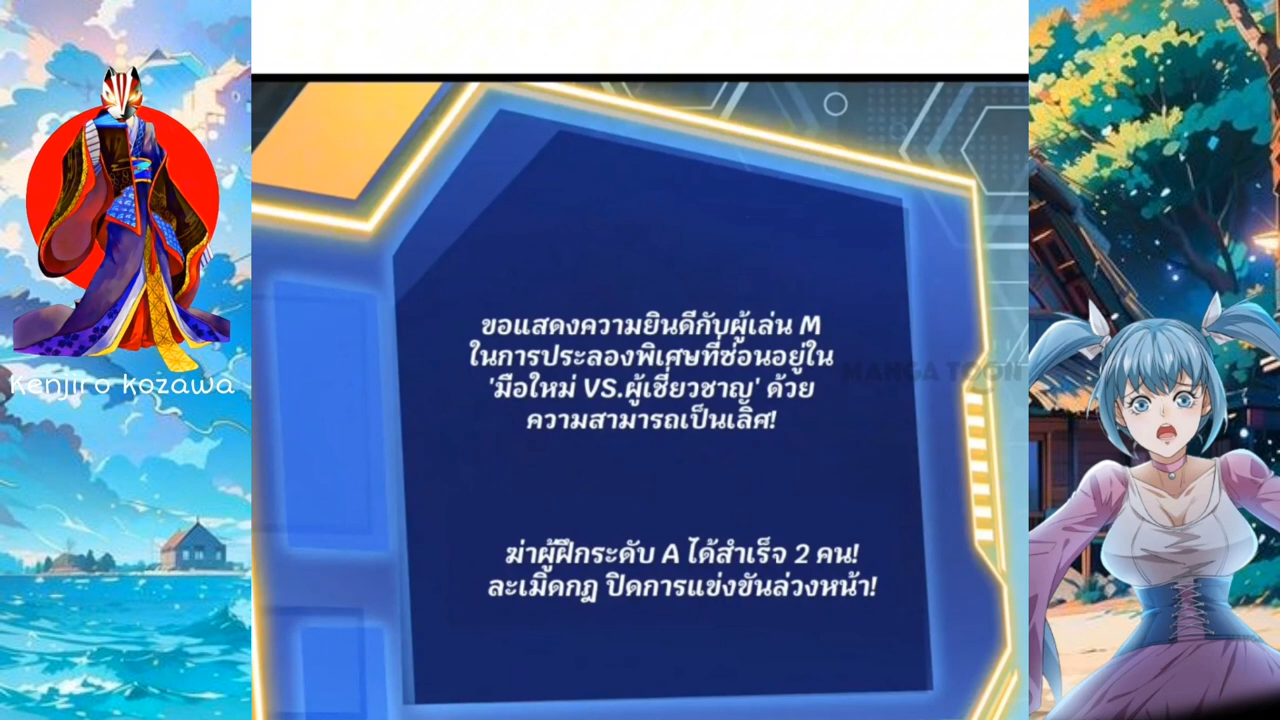 ขอแสดงความยินดีกับผู้เล่น M
ในการประลองพิเศษที่ซ่อนอยู่ใน
'มือใหม่ VS.ผู้เชี่ยวชาญ' ด้วย
ความสามารถเป็นเลิศ!
MANGA TOON
Kenjiro kozawa
ฆ่าผู้ฝึกระดับ A ได้สำเร็จ 2 คน!
ละเมิดกฎ ปิดการแข่งขันล่วงหน้า!